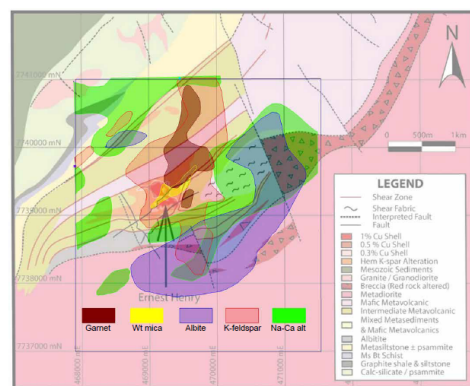 7741000 mN
7740000 mN
7739000 mN
7738000 mN
7737000 mN
N
0
500m
1km
LEGEND
Shear Zone
Shear Fabric
Interpreted Fault
Fault
1% Cu Shell
0.5 % Cu Shell
0.3% Cu Shell
Hem K-spar Alteration
Mesozoic Sediments
Granite / Granodiorite
Breccia (Red rock altered)
Metadiorite
Mafic Metavolcanic
Intermediate Metavolcanic
Mixed Metasediments
& Mafic Metavolcanics
Albitite
Metasiltstone ± psammite
Ms Bt Schist
Graphite shale & siltstone
Calc-silicate / psammite
Ernest Henry
Garnet
Wt mica
Albite
K-feldspar
Na-Ca alt